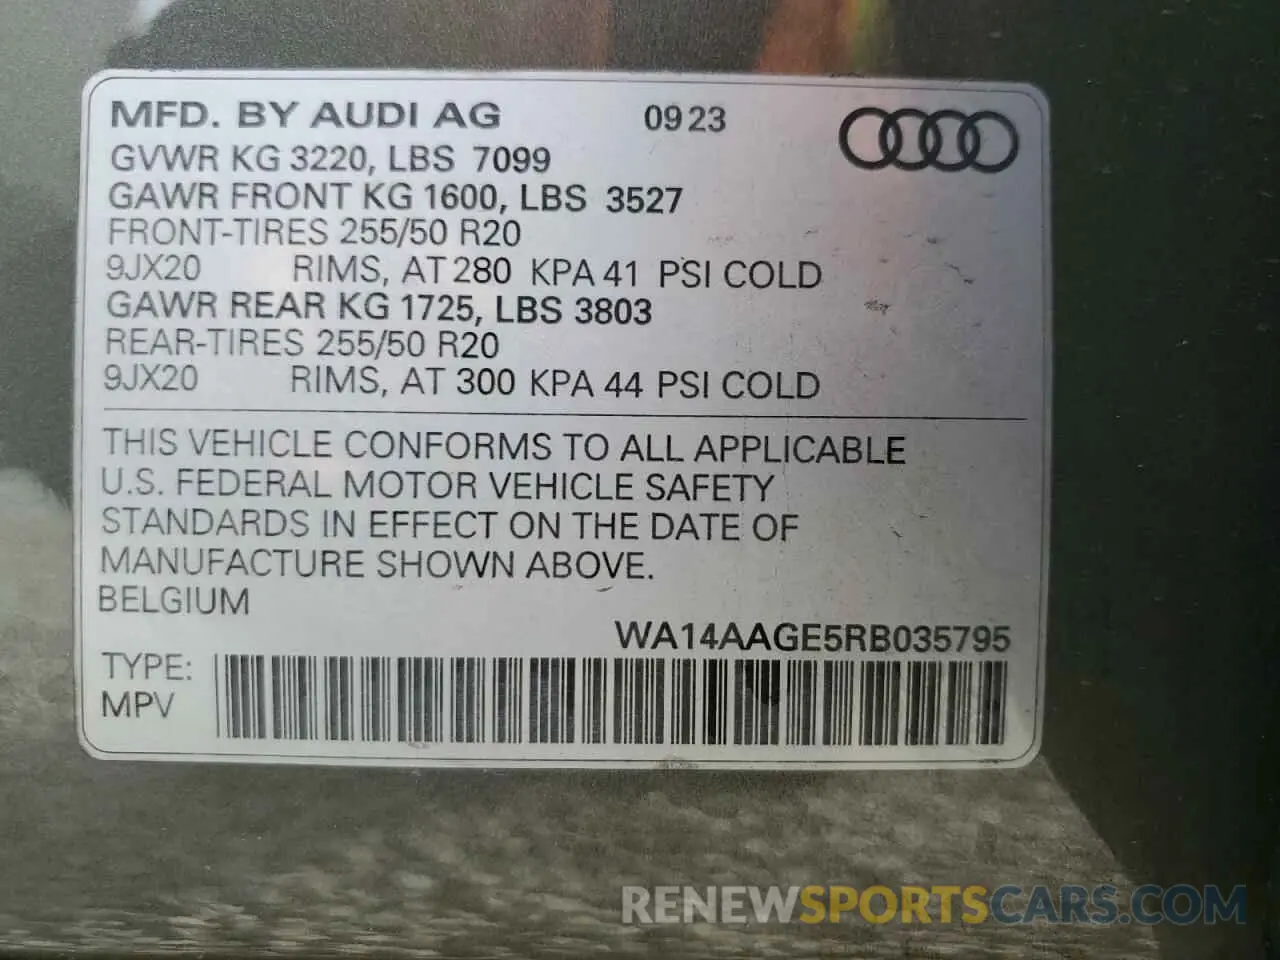 MFD. BY AUDI AG 0923
GVWR KG 3220, LBS 7099
GAWR FRONT KG 1600, LBS 3527
FRONT-TIRES 255/50 R20
9JX20 RIMS, AT 280 KPA 41 PSI COLD
GAWR REAR KG 1725, LBS 3803
REAR-TIRES 255/50 R20
9JX20 RIMS, AT 300 KPA 44 PSI COLD
THIS VEHICLE CONFORMS TO ALL APPLICABLE
U.S. FEDERAL MOTOR VEHICLE SAFETY
STANDARDS IN EFFECT ON THE DATE OF
MANUFACTURE SHOWN ABOVE.
BELGIUM
WA14AAGE5RB035795
TYPE:
MPV
RENEWSPORTSCARS.COM